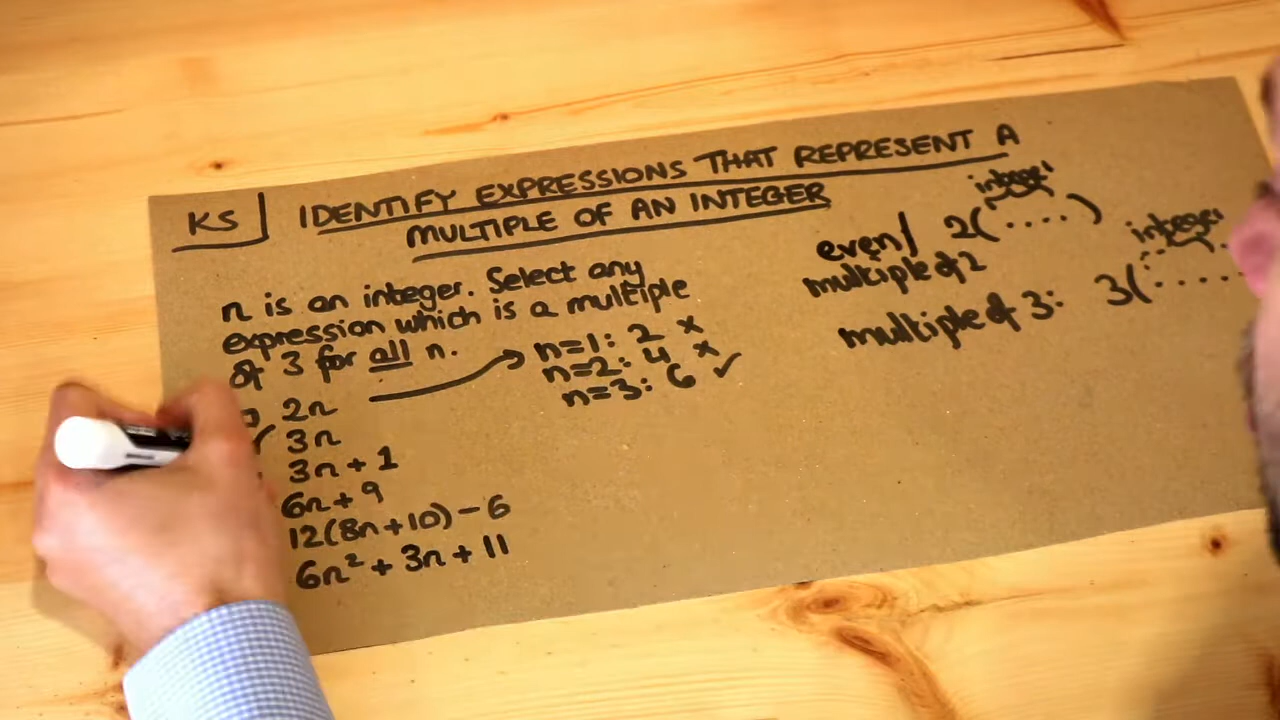 KS
IDENTIFY EXPRESSIONS THAT REPRESENT A
MULTIPLE OF AN INTEGER
n is an integer. Select any
expression which is a multiple
of 3 for all n.
2n
3n
3n + 1
6n + 9
12(8n+10) - 6
6n² + 3n + 11
n=1: 2 ×
n=2: 4 ×
n=3: 6 ✓
integer
even/ 2(....)
multiple of 2
integer
multiple of 3: 3(.....